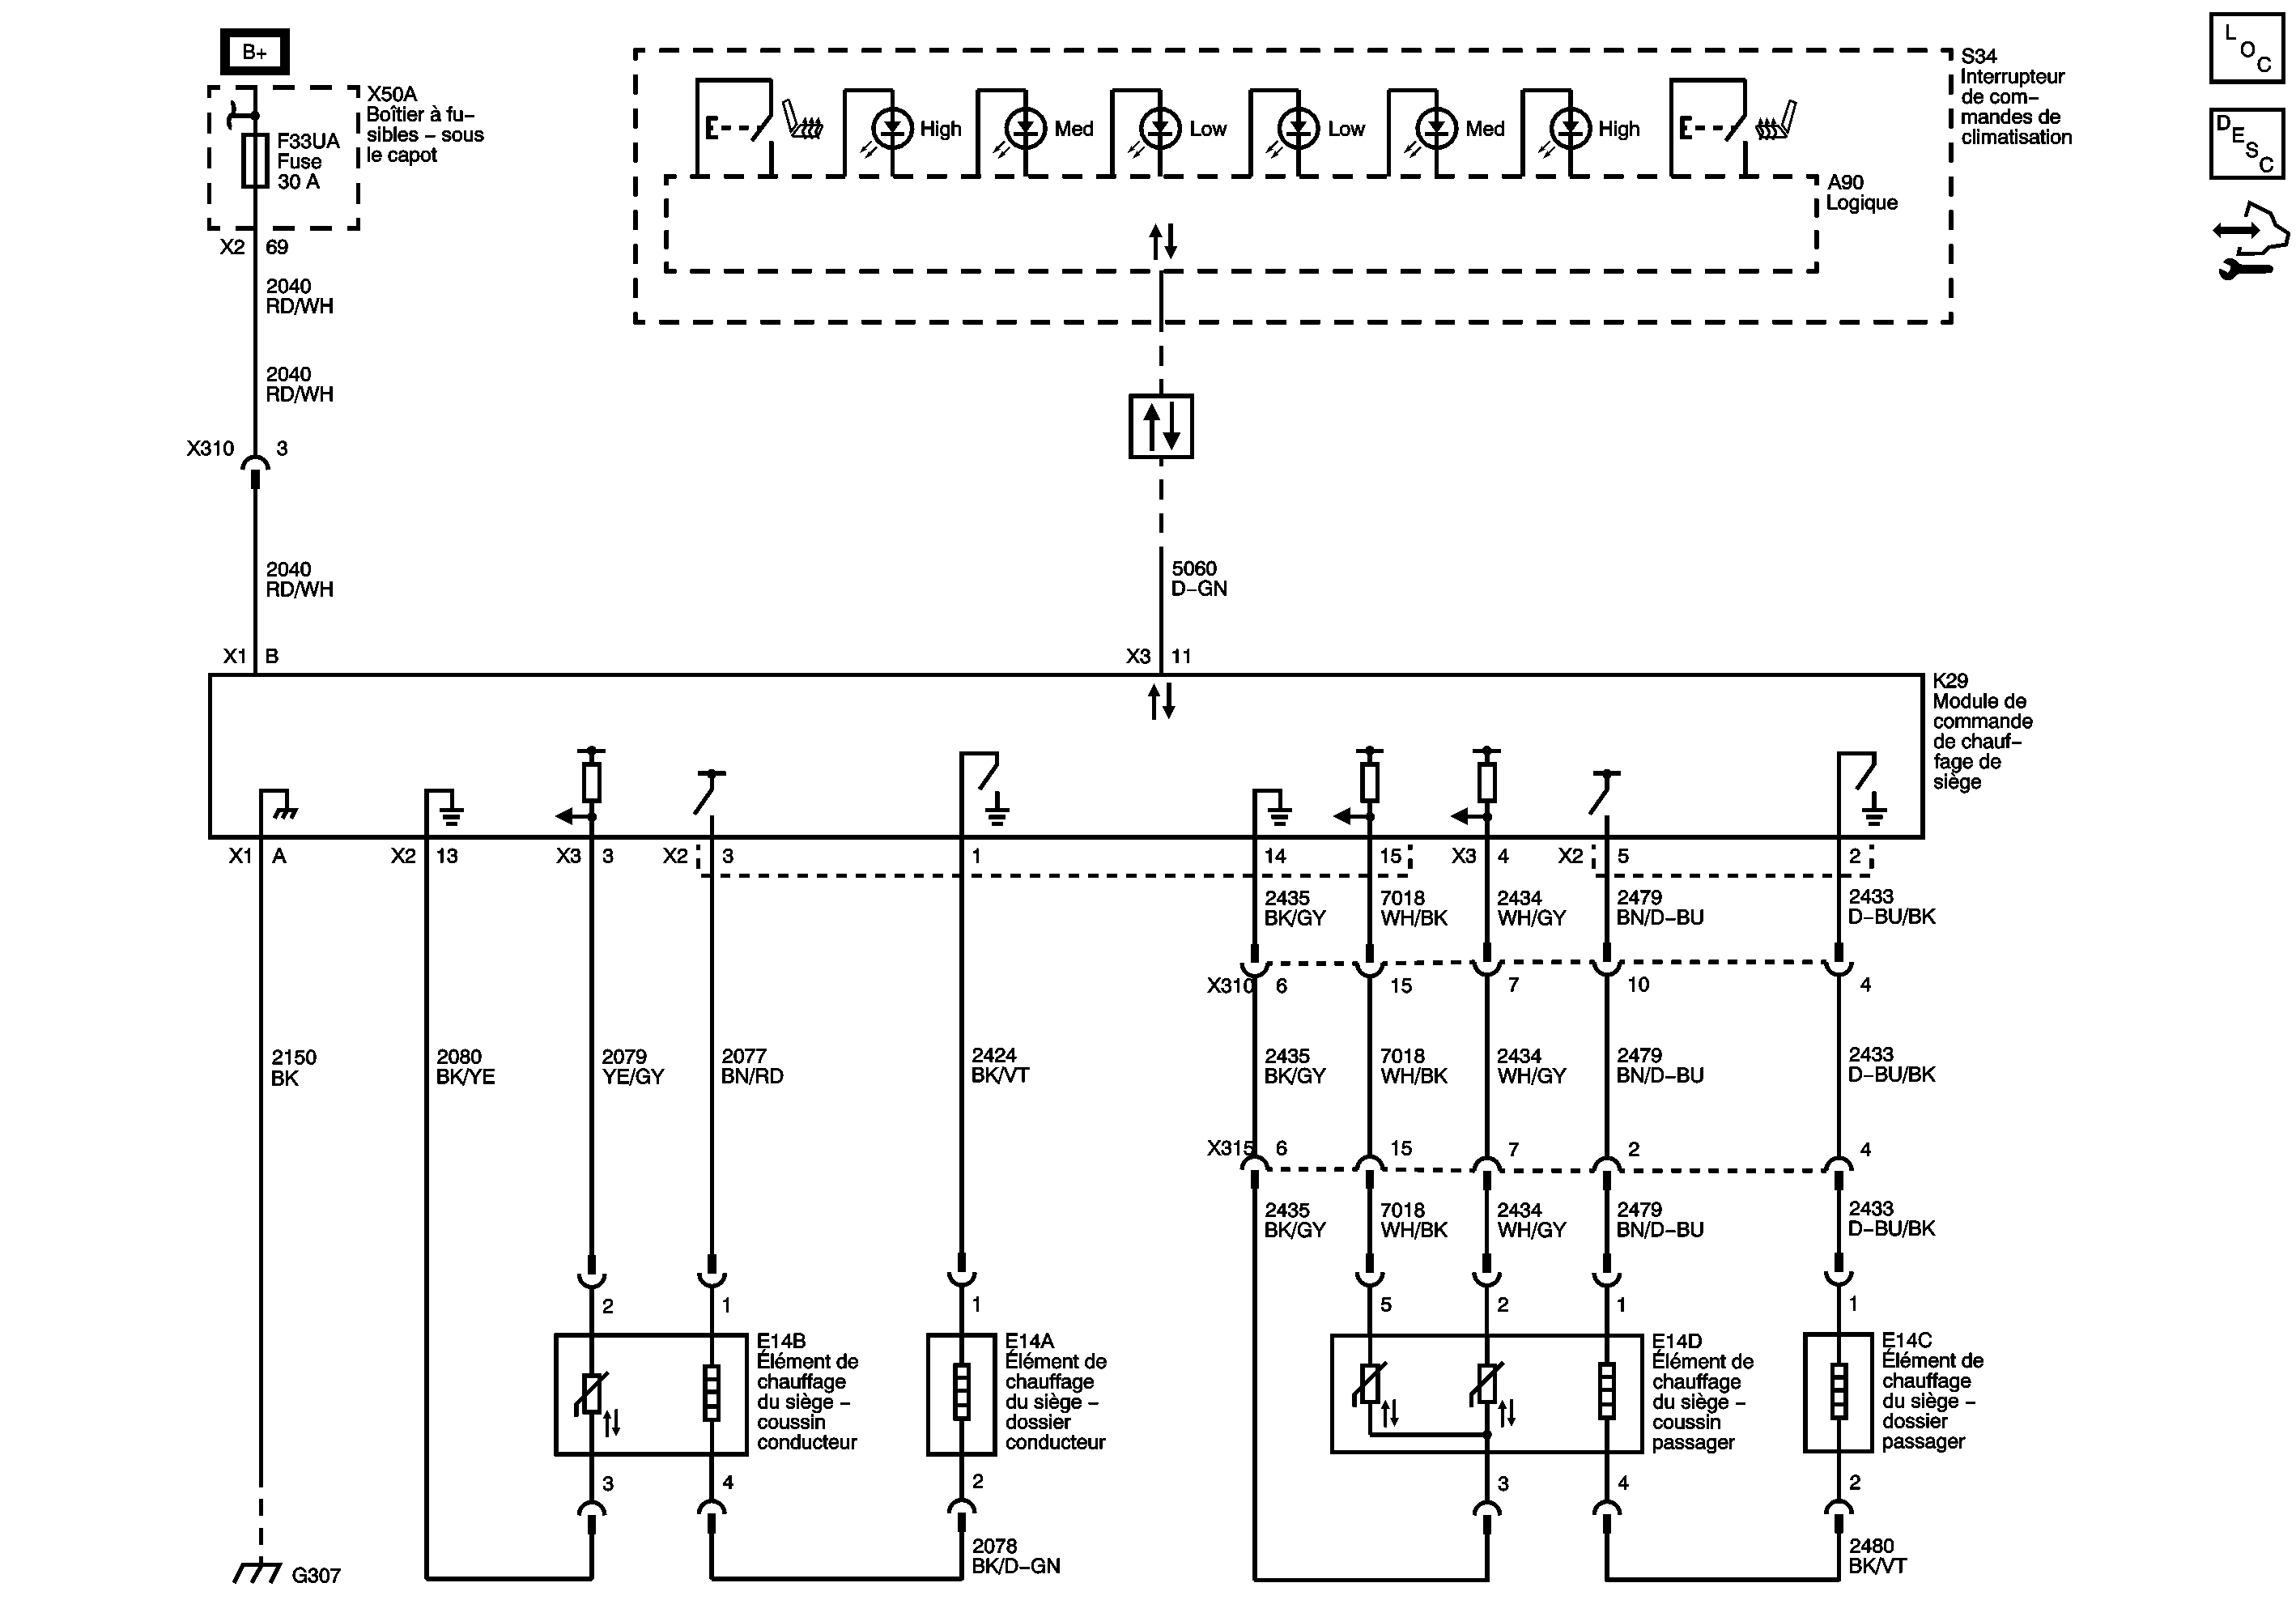 B+
X50A
Boîtier à fu-
sibles – sous
le capot
F33UA
Fuse
30 A
X2 69
2040
RD/WH
2040
RD/WH
X310 3
2040
RD/WH
X1 B
S34
Interrupteur
de com-
mandes de
climatisation
High
Med
Low
Low
Med
High
A90
Logique
L
O
C
D
E
S
C
5060
D-GN
X3 11
K29
Module de
commande
de chauf-
fage de
siège
X1 A
X2 13
X3 3
X2 3
1
14
15
X3 4
X2 5
2
2435
BK/GY
7018
WH/BK
2434
WH/GY
2479
BN/D-BU
2433
D-BU/BK
X310 6
15
7
10
4
2150
BK
2080
BK/YE
2079
YE/GY
2077
BN/RD
2424
BK/VT
2435
BK/GY
7018
WH/BK
2434
WH/GY
2479
BN/D-BU
2433
D-BU/BK
X315 6
15
7
2
4
2435
BK/GY
7018
WH/BK
2434
WH/GY
2479
BN/D-BU
2433
D-BU/BK
2
1
1
5
2
1
1
E14B
Élément de
chauffage
du siège –
coussin
conducteur
E14A
Élément de
chauffage
du siège –
dossier
conducteur
E14D
Élément de
chauffage
du siège –
coussin
passager
E14C
Élément de
chauffage
du siège –
dossier
passager
3
4
2
3
4
2
2078
BK/D-GN
2480
BK/VT
G307